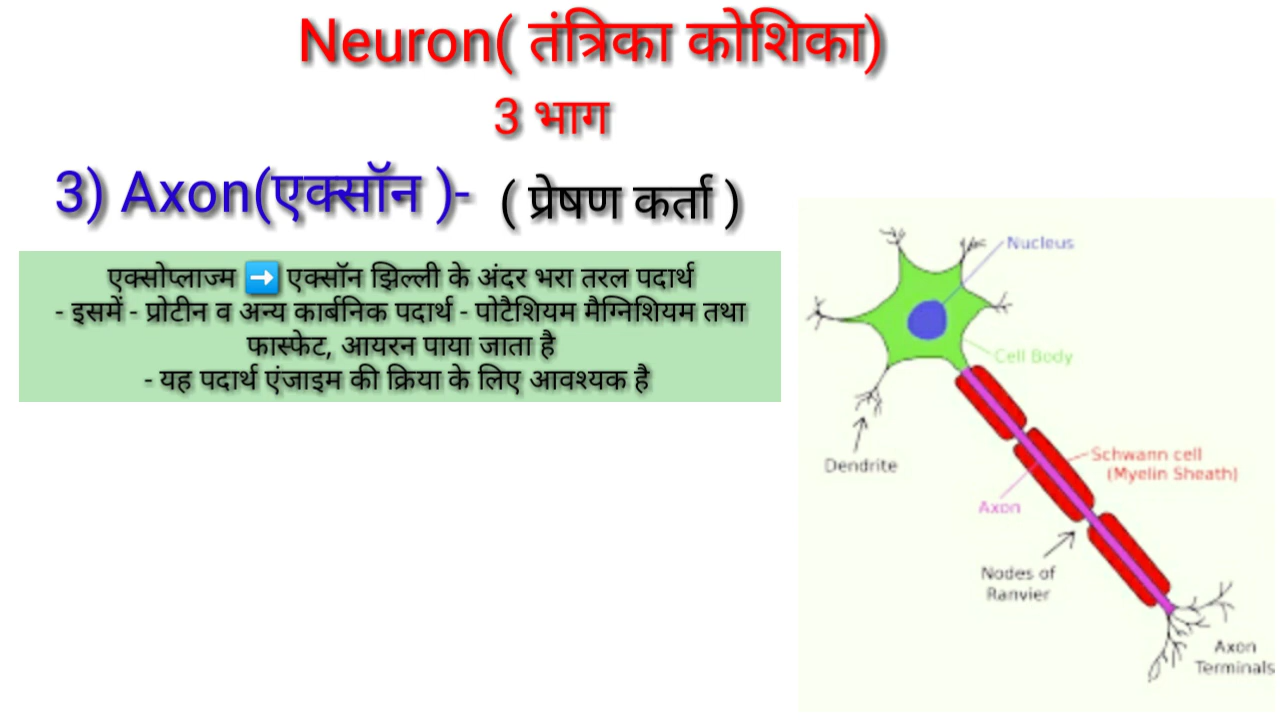 Neuron( तंत्रिका कोशिका)
3 भाग
3) Axon(एक्सॉन )- ( प्रेषण कर्ता )
एक्सोप्लाज्म ➡️ एक्सॉन झिल्ली के अंदर भरा तरल पदार्थ
- इसमें - प्रोटीन व अन्य कार्बनिक पदार्थ - पोटैशियम मैग्निशियम तथा
फास्फेट, आयरन पाया जाता है
- यह पदार्थ एंजाइम की क्रिया के लिए आवश्यक है
Nucleus
Cell Body
Dendrite
Schwann cell
(Myelin Sheath)
Axon
Nodes of
Ranvier
Axon
Terminals